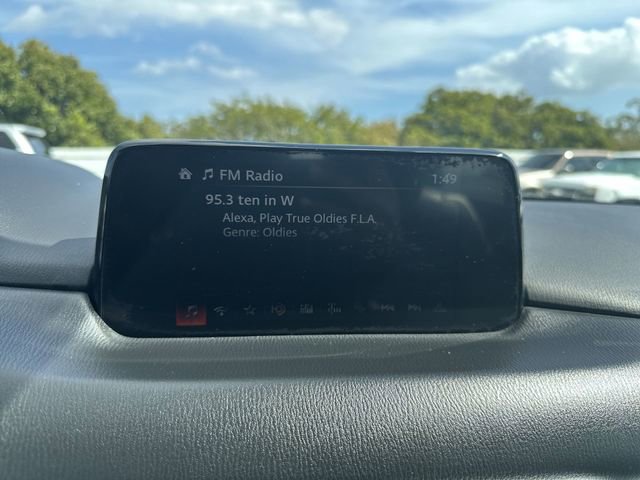 FM Radio
1:49
95.3 ten in W
Alexa, Play True Oldies F.L.A.
Genre: Oldies